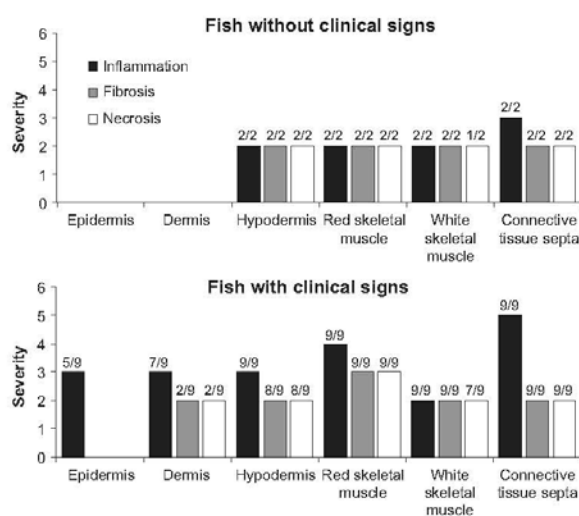 Fish without clinical signs
6
5
4
3
2
1
0
Severity
Inflammation
Fibrosis
Necrosis
2/2 2/2 2/2 2/2 2/2 2/2 2/2 2/2 1/2 2/2 2/2 2/2
Epidermis Dermis Hypodermis Red skeletal muscle White skeletal muscle Connective tissue septa
Fish with clinical signs
6
5
4
3
2
1
0
Severity
5/9 7/9 2/9 2/9 9/9 8/9 8/9 9/9 9/9 9/9 9/9 9/9 7/9 9/9 9/9 9/9
Epidermis Dermis Hypodermis Red skeletal muscle White skeletal muscle Connective tissue septa